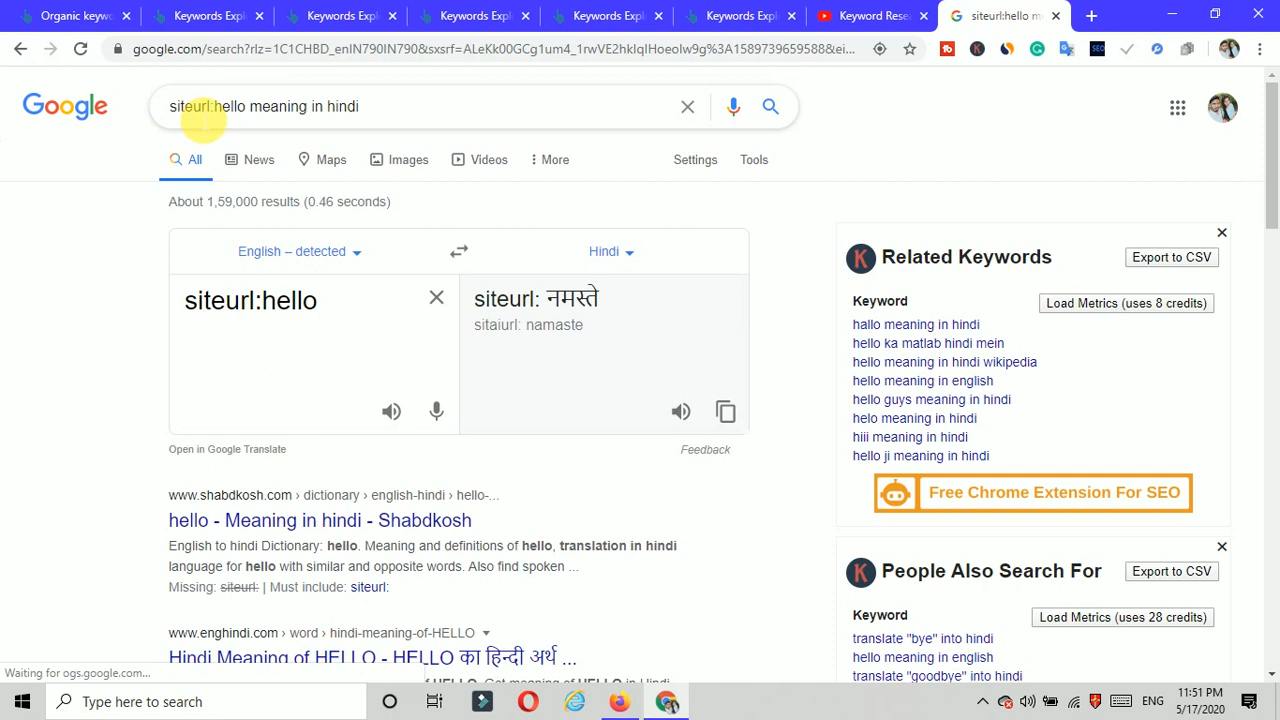 Organic keyw
Keywords Expl
Keywords Expl
Keywords Expl
Keywords Expl
Keywords Expl
Keyword Resea
siteurl:hello m
google.com/search?rlz=1C1CHBD_enIN790IN790&sxsrf=ALeKk00GCg1um4_1rwVE2hkIqIHoeolw9g%3A1589739659588&ei...
Google
siteurl:hello meaning in hindi
All
News
Maps
Images
Videos
More
Settings
Tools
About 1,59,000 results (0.46 seconds)
English – detected
Hindi
siteurl:hello
siteurl: नमस्ते
sitaiurl: namaste
Open in Google Translate
Feedback
www.shabdkosh.com › dictionary › english-hindi › hello-...
hello - Meaning in hindi - Shabdkosh
English to hindi Dictionary: hello. Meaning and definitions of hello, translation in hindi
language for hello with similar and opposite words. Also find spoken ...
Missing: siteurl: | Must include: siteurl:
www.enghindi.com › word › hindi-meaning-of-HELLO
Hindi Meaning of HELLO - HELLO का हिन्दी अर्थ ...
Related Keywords
Export to CSV
Keyword
Load Metrics (uses 8 credits)
hallo meaning in hindi
hello ka matlab hindi mein
hello meaning in hindi wikipedia
hello meaning in english
hello guys meaning in hindi
helo meaning in hindi
hiii meaning in hindi
hello ji meaning in hindi
Free Chrome Extension For SEO
People Also Search For
Export to CSV
Keyword
Load Metrics (uses 28 credits)
translate "bye" into hindi
hello meaning in english
translate "goodbye" into hindi
Waiting for ogs.google.com...
Type here to search
ENG
11:51 PM
5/17/2020